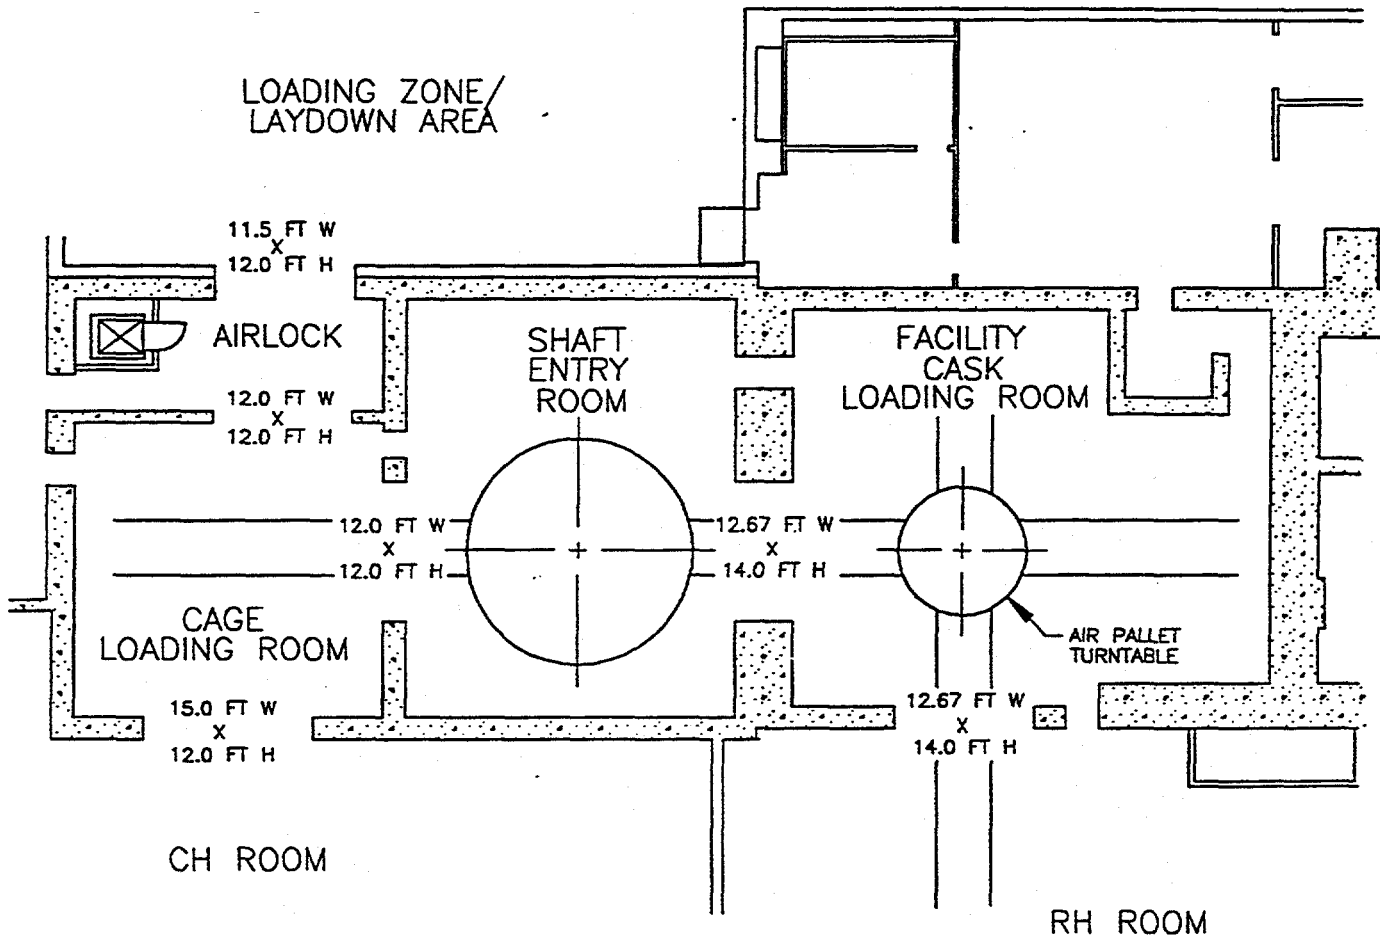 LOADING ZONE/
LAYDOWN AREA
11.5 FT W
X
12.0 FT H
AIRLOCK
12.0 FT W
X
12.0 FT H
SHAFT
ENTRY
ROOM
FACILITY
CASK
LOADING ROOM
12.0 FT W
X
12.0 FT H
12.67 FT W
X
14.0 FT H
CAGE
LOADING ROOM
AIR PALLET
TURNTABLE
15.0 FT W
X
12.0 FT H
12.67 FT W
X
14.0 FT H
CH ROOM
RH ROOM